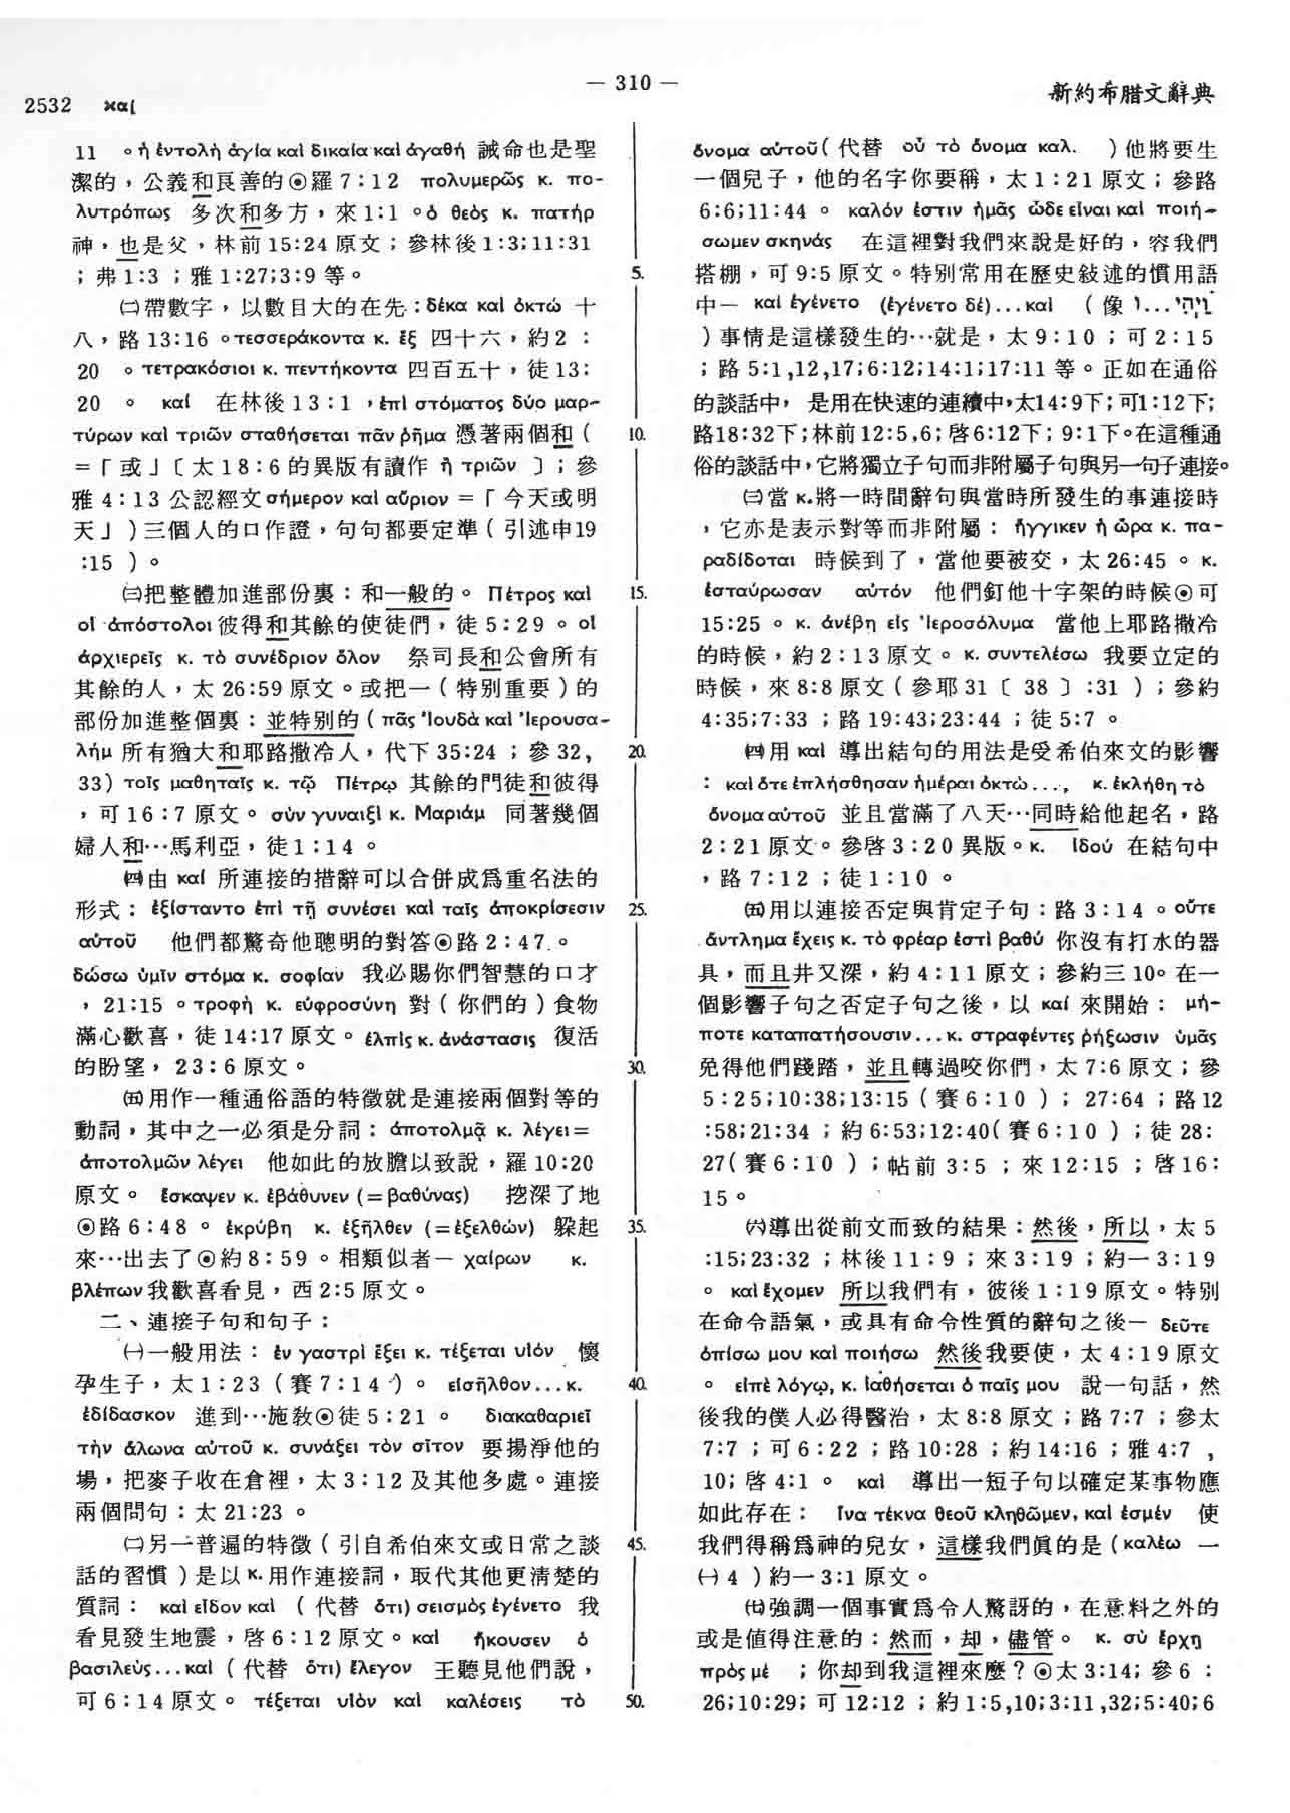 — 310 —
2532 καί
新約希腊文辭典
11 。ἡ ἐντολὴ ἁγία καὶ δικαία καὶ ἀγαθή 誡命也是聖
潔的，公義和良善的⊙羅 7:12 πολυμερῶς κ. πο-
λυτρόπως 多次和多方，來 1:1 。ὁ θεὸς κ. πατήρ
神，也是父，林前 15:24 原文；參林後 1:3;11:31
；弗 1:3 ；雅 1:27;3:9 等。
㈡帶數字，以數目大的在先：δέκα καὶ ὀκτώ 十
八，路 13:16 。τεσσεράκοντα κ. ἕξ 四十六，約 2 :
20 。τετρακόσιοι κ. πεντήκοντα 四百五十，徒 13:
20 。 καί 在林後 13:1 ，ἐπὶ στόματος δύο μαρ-
τύρων καὶ τριῶν σταθήσεται πᾶν ῥῆμα 憑著兩個和（
=「或」〔太 18:6 的異版有讀作 ἢ τριῶν 〕；參
雅 4:13 公認經文 σήμερον καὶ αὔριον =「今天或明
天」）三個人的口作證，句句都要定準（引述申19
:15 ）。
㈢把整體加進部份裏：和一般的。 Πέτρος καὶ
οἱ ἀπόστολοι 彼得和其餘的使徒們，徒 5:29 。οἱ
ἀρχιερεῖς κ. τὸ συνέδριον ὅλον 祭司長和公會所有
其餘的人，太 26:59 原文。或把一（特別重要）的
部份加進整個裏：並特別的（πᾶς Ἰουδὰ καὶ Ἰερουσα-
λήμ 所有猶大和耶路撒冷人，代下 35:24 ；參 32,
33) τοῖς μαθηταῖς κ. τῷ Πέτρῳ 其餘的門徒和彼得
，可 16:7 原文。 σὺν γυναιξὶ κ. Μαριάμ 同著幾個
婦人和…馬利亞，徒 1:14 。
㈣由 καί 所連接的措辭可以合併成爲重名法的
形式：ἐξίσταντο ἐπὶ τῇ συνέσει καὶ ταῖς ἀποκρίσεσιν
αὐτοῦ 他們都驚奇他聰明的對答⊙路 2:47. 。
δώσω ὑμῖν στόμα κ. σοφίαν 我必賜你們智慧的口才
， 21:15 。τροφὴ κ. εὐφροσύνη 對（你們的）食物
滿心歡喜，徒 14:17 原文。 ἐλπὶς κ. ἀνάστασις 復活
的盼望， 23:6 原文。
㈤用作一種通俗語的特徵就是連接兩個對等的
動詞，其中之一必須是分詞：ἀποτολμᾷ κ. λέγει=
ἀποτολμῶν λέγει 他如此的放膽以致說，羅 10:20
原文。 ἔσκαψεν κ. ἐβάθυνεν (=βαθύνας) 挖深了地
⊙路 6:48 。 ἐκρύβη κ. ἐξῆλθεν (=ἐξελθών) 躲起
來…出去了⊙約 8:59 。相類似者— χαίρων κ.
βλέπων 我歡喜看見，西 2:5 原文。
二、連接子句和句子：
㈠一般用法： ἐν γαστρὶ ἕξει κ. τέξεται υἱόν 懷
孕生子，太 1:23 （賽 7:14 ）。 εἰσῆλθον...κ.
ἐδίδασκον 進到…施敎⊙徒 5:21 。 διακαθαριεῖ
τὴν ἅλωνα αὐτοῦ κ. συνάξει τὸν σῖτον 要揚淨他的
場，把麥子收在倉裡，太 3:12 及其他多處。連接
兩個問句：太 21:23 。
㈡另一普遍的特徵（引自希伯來文或日常之談
話的習慣）是以 κ. 用作連接詞，取代其他更清楚的
質詞： καὶ εἶδον καὶ （代替 ὅτι) σεισμὸς ἐγένετο 我
看見發生地震，啓 6:12 原文。καὶ ἤκουσεν ὁ
βασιλεὺς...καὶ（代替 ὅτι) ἔλεγον 王聽見他們說，
可 6:14 原文。 τέξεται υἱὸν καὶ καλέσεις τὸ
5.
10.
15.
20.
25.
30.
35.
40.
45.
50.
ὄνομα αὐτοῦ（代替 οὗ τὸ ὄνομα καλ. ）他將要生
一個兒子，他的名字你要稱，太 1:21 原文；參路
6:6;11:44 。 καλόν ἐστιν ἡμᾶς ὧδε εἶναι καὶ ποιή-
σωμεν σκηνάς 在這裡對我們來說是好的，容我們
搭棚，可 9:5 原文。特別常用在歷史敍述的慣用語
中— καὶ ἐγένετο (ἐγένετο δέ)...καὶ （像 ו...ויהי
）事情是這樣發生的…就是，太 9:10 ；可 2:15
；路 5:1,12,17;6:12;14:1;17:11 等。正如在通俗
的談話中，是用在快速的連續中，太14:9下；可1:12下；
路18:32下；林前12:5,6；啓6:12下；9:1下。在這種通
俗的談話中，它將獨立子句而非附屬子句與另一句子連接。
㈢當 κ.將一時間辭句與當時所發生的事連接時
，它亦是表示對等而非附屬： ἤγγικεν ἡ ὥρα κ. πα-
ραδίδοται 時候到了，當他要被交，太 26:45 。κ.
ἐσταύρωσαν αὐτόν 他們釘他十字架的時候⊙可
15:25 。κ. ἀνέβη εἰς Ἰεροσόλυμα 當他上耶路撒冷
的時候，約 2:13 原文。κ. συντελέσω 我要立定的
時候，來 8:8 原文（參耶 31〔 38 〕:31 ）；參約
4:35;7:33 ；路 19:43;23:44 ；徒 5:7 。
㈣用 καὶ 導出結句的用法是受希伯來文的影響
： καὶ ὅτε ἐπλήσθησαν ἡμέραι ὀκτὼ..., κ. ἐκλήθη τὸ
ὄνομα αὐτοῦ 並且當滿了八天…同時給他起名，路
2:21 原文。參啓 3:20 異版。κ. ἰδού 在結句中
，路 7:12 ；徒 1:10 。
㈤用以連接否定與肯定子句：路 3:14 。οὔτε
ἄντλημα ἔχεις κ. τὸ φρέαρ ἐστὶ βαθύ 你沒有打水的器
具，而且井又深，約 4:11 原文；參約三 10。在一
個影響子句之否定子句之後，以 καί 來開始： μή-
ποτε καταπατήσουσιν...κ. στραφέντες ῥήξωσιν ὑμᾶς
免得他們踐踏，並且轉過咬你們，太 7:6 原文；參
5:25;10:38;13:15（賽 6:10 ）； 27:64 ；路 12
:58;21:34 ；約 6:53;12:40(賽 6:10 ）；徒 28:
27(賽 6:10 ）；帖前 3:5 ；來 12:15 ；啓 16:
15。
㈥導出從前文而致的結果：然後，所以，太 5
:15;23:32 ；林後 11:9 ；來 3:19 ；約一 3:19
。 καὶ ἔχομεν 所以我們有，彼後 1:19 原文。特別
在命令語氣，或具有命令性質的辭句之後— δεῦτε
ὀπίσω μου καὶ ποιήσω 然後我要使，太 4:19 原文
。 εἰπὲ λόγῳ, κ. ἰαθήσεται ὁ παῖς μου 說一句話，然
後我的僕人必得醫治，太 8:8 原文；路 7:7 ；參太
7:7 ；可 6:22 ；路 10:28 ；約 14:16 ；雅 4:7 ,
10；啓 4:1 。 καὶ 導出一短子句以確定某事物應
如此存在： ἵνα τέκνα θεοῦ κληθῶμεν, καὶ ἐσμέν 使
我們得稱爲神的兒女，這樣我們眞的是（καλέω 一
㈠ 4 ）約一 3:1 原文。
㈦強調一個事實爲令人驚訝的，在意料之外的
或是值得注意的：然而，却，儘管。 κ. σὺ ἔρχῃ
πρὸς μέ ；你却到我這裡來麼？⊙太 3:14; 參 6 :
26;10:29；可 12:12 ；約 1:5,10;3:11,32;5:40;6